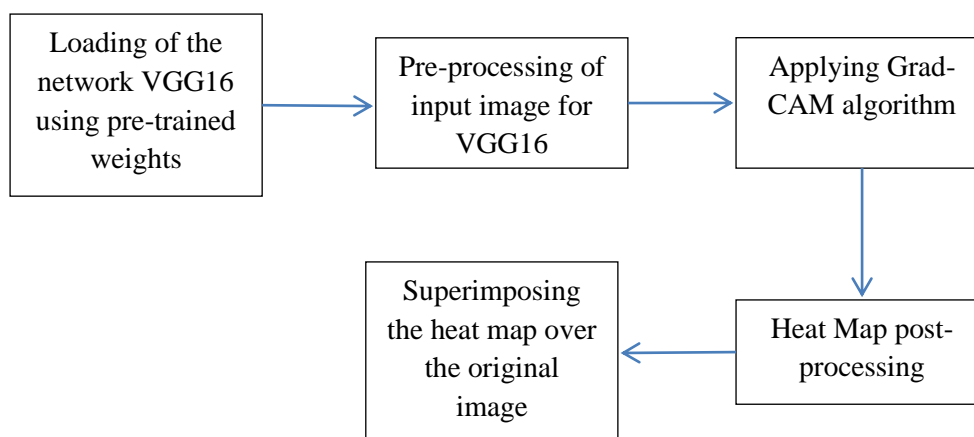 Loading of the
network VGG16
using pre-trained
weights
Pre-processing of
input image for
VGG16
Applying Grad-
CAM algorithm
Heat Map post-
processing
Superimposing
the heat map over
the original
image